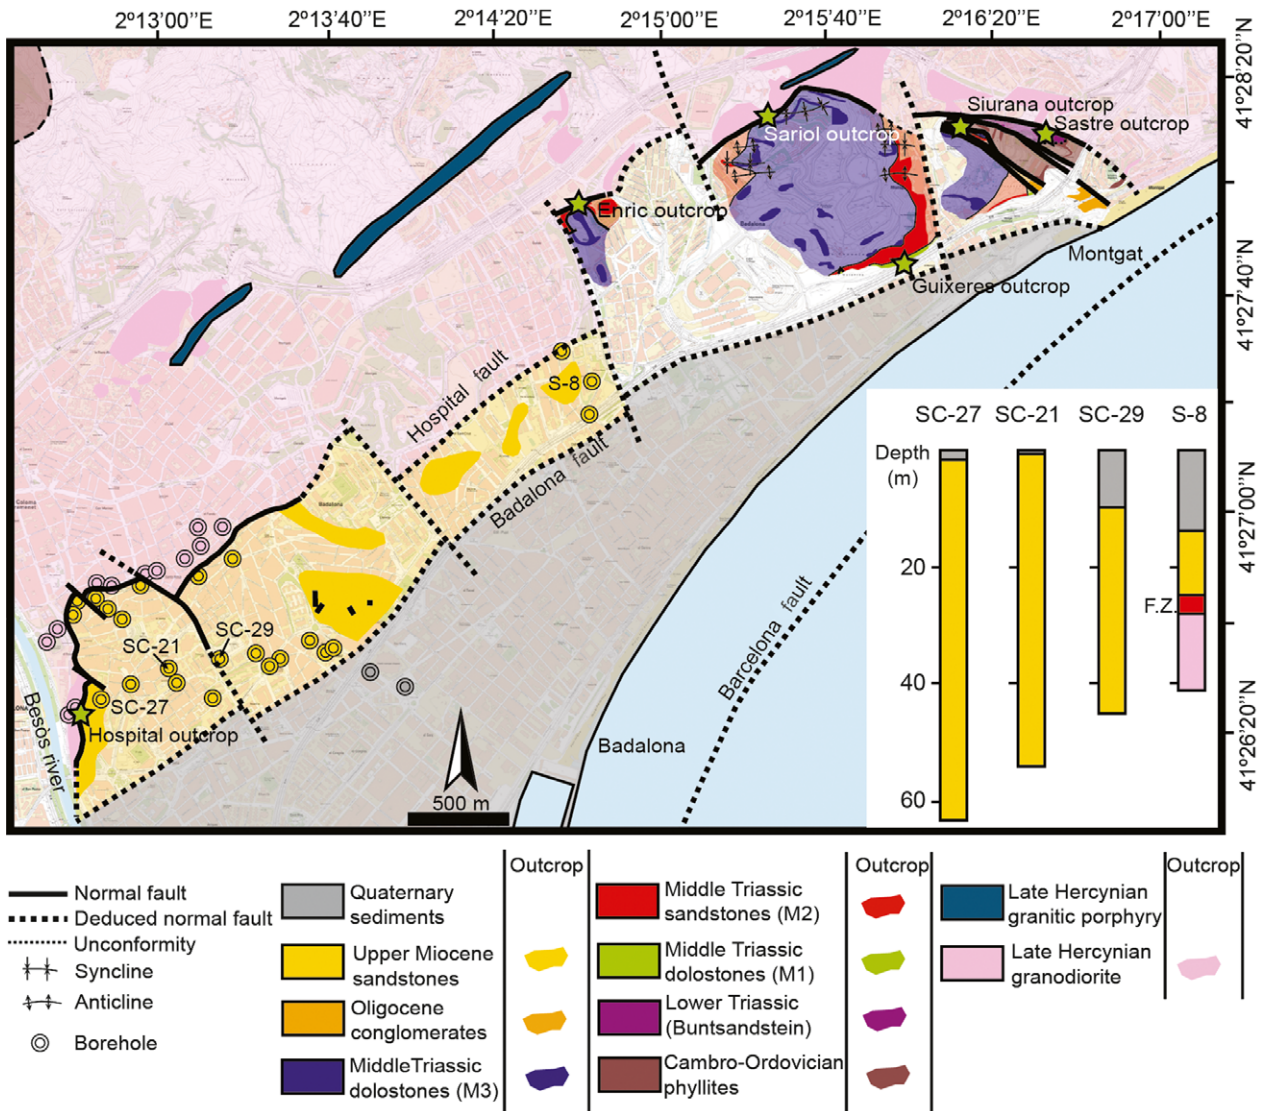 2º13'00''E
2º13'40''E
2º14'20''E
2º15'00''E
2º15'40''E
2º16'20''E
2º17'00''E
41º28'20''N
41º27'40''N
41º27'00''N
41º26'20''N
Siurana outcrop
Sastre outcrop
Sariol outcrop
Enric outcrop
Montgat
Guixeres outcrop
Hospital fault
S-8
Badalona fault
Barcelona fault
SC-29
SC-21
SC-27
Hospital outcrop
Besòs river
Badalona
500 m
SC-27
SC-21
SC-29
S-8
Depth
(m)
20
F.Z.
40
60
Normal fault
Deduced normal fault
Unconformity
Syncline
Anticline
Borehole
Quaternary
sediments
Upper Miocene
sandstones
Oligocene
conglomerates
MiddleTriassic
dolostones (M3)
Outcrop
Middle Triassic
sandstones (M2)
Middle Triassic
dolostones (M1)
Lower Triassic
(Buntsandstein)
Cambro-Ordovician
phyllites
Outcrop
Late Hercynian
granitic porphyry
Late Hercynian
granodiorite
Outcrop